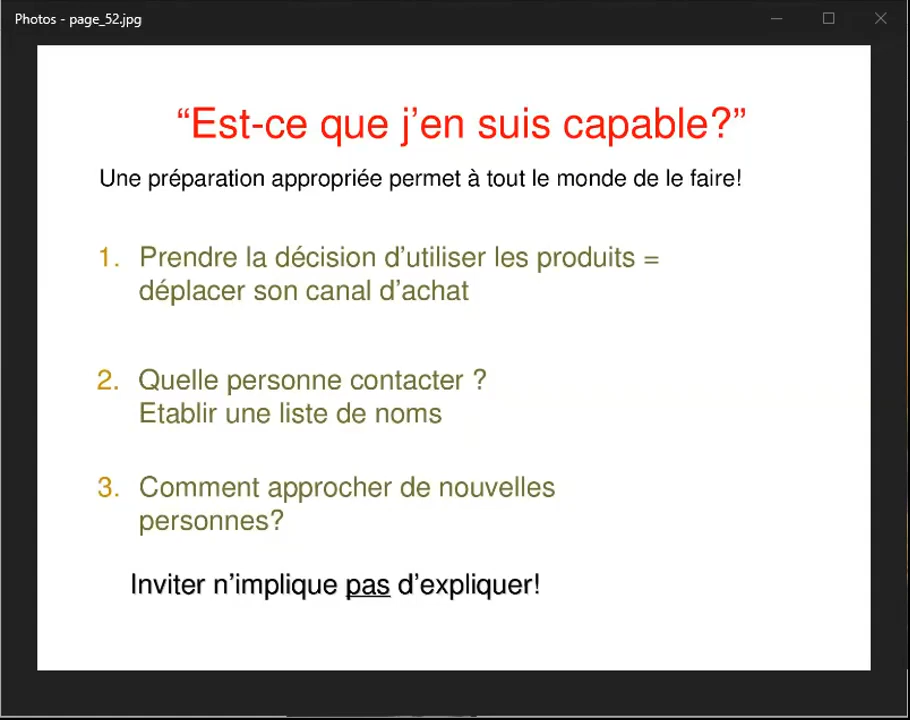 Photos - page_52.jpg
“Est-ce que j’en suis capable?”
Une préparation appropriée permet à tout le monde de le faire!
1. Prendre la décision d’utiliser les produits =
déplacer son canal d’achat
2. Quelle personne contacter ?
Etablir une liste de noms
3. Comment approcher de nouvelles
personnes?
Inviter n’implique pas d’expliquer!